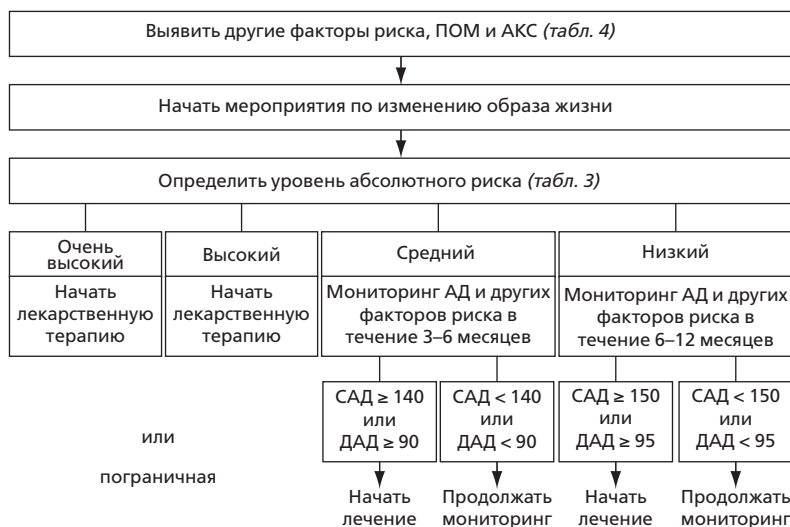 Выявить другие факторы риска, ПОМ и АКС (табл. 4)
Начать мероприятия по изменению образа жизни
Определить уровень абсолютного риска (табл. 3)
Очень
высокий
Высокий
Средний
Низкий
Начать
лекарственную
терапию
Начать
лекарственную
терапию
Мониторинг АД и других
факторов риска в
течение 3–6 месяцев
Мониторинг АД и других
факторов риска в
течение 6–12 месяцев
САД ≥ 140
или
ДАД ≥ 90
САД < 140
или
ДАД < 90
САД ≥ 150
или
ДАД ≥ 95
САД < 150
или
ДАД < 95
или
пограничная
Начать
лечение
Продолжать
мониторинг
Начать
лечение
Продолжать
мониторинг